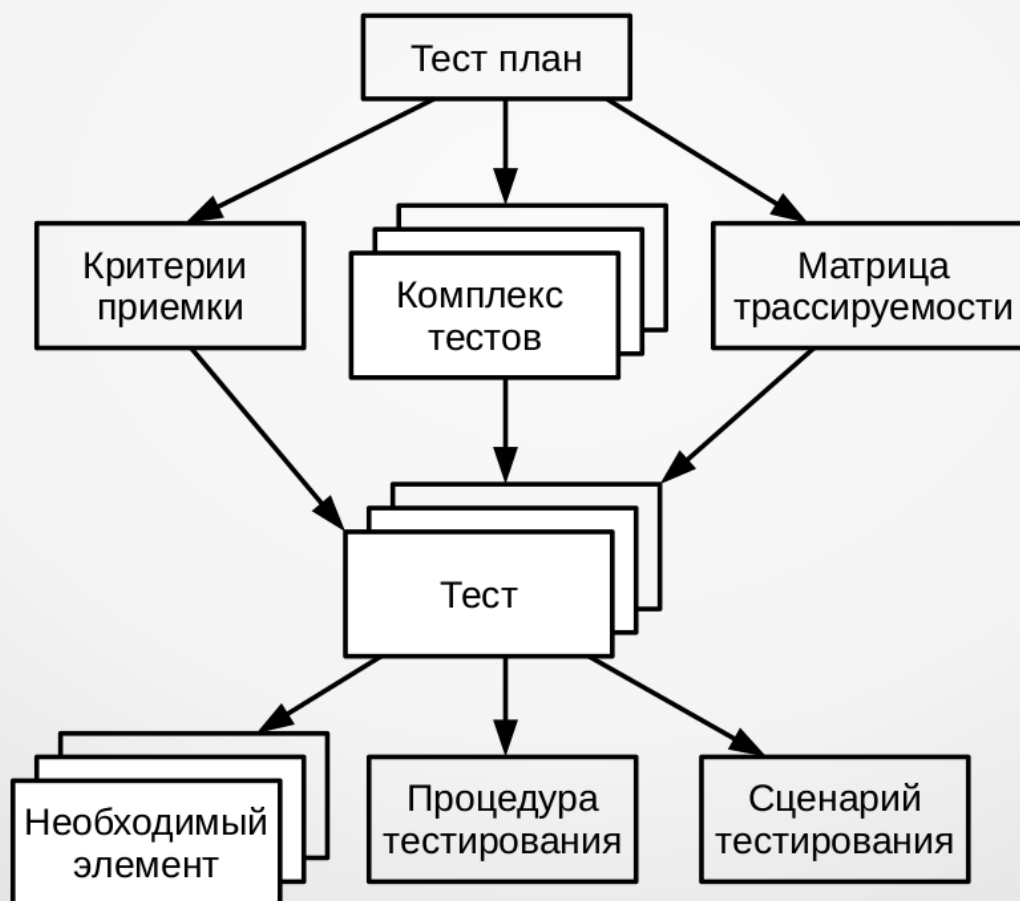 Тест план
Критерии
приемки
Комплекс
тестов
Матрица
трассируемости
Тест
Необходимый
элемент
Процедура
тестирования
Сценарий
тестирования